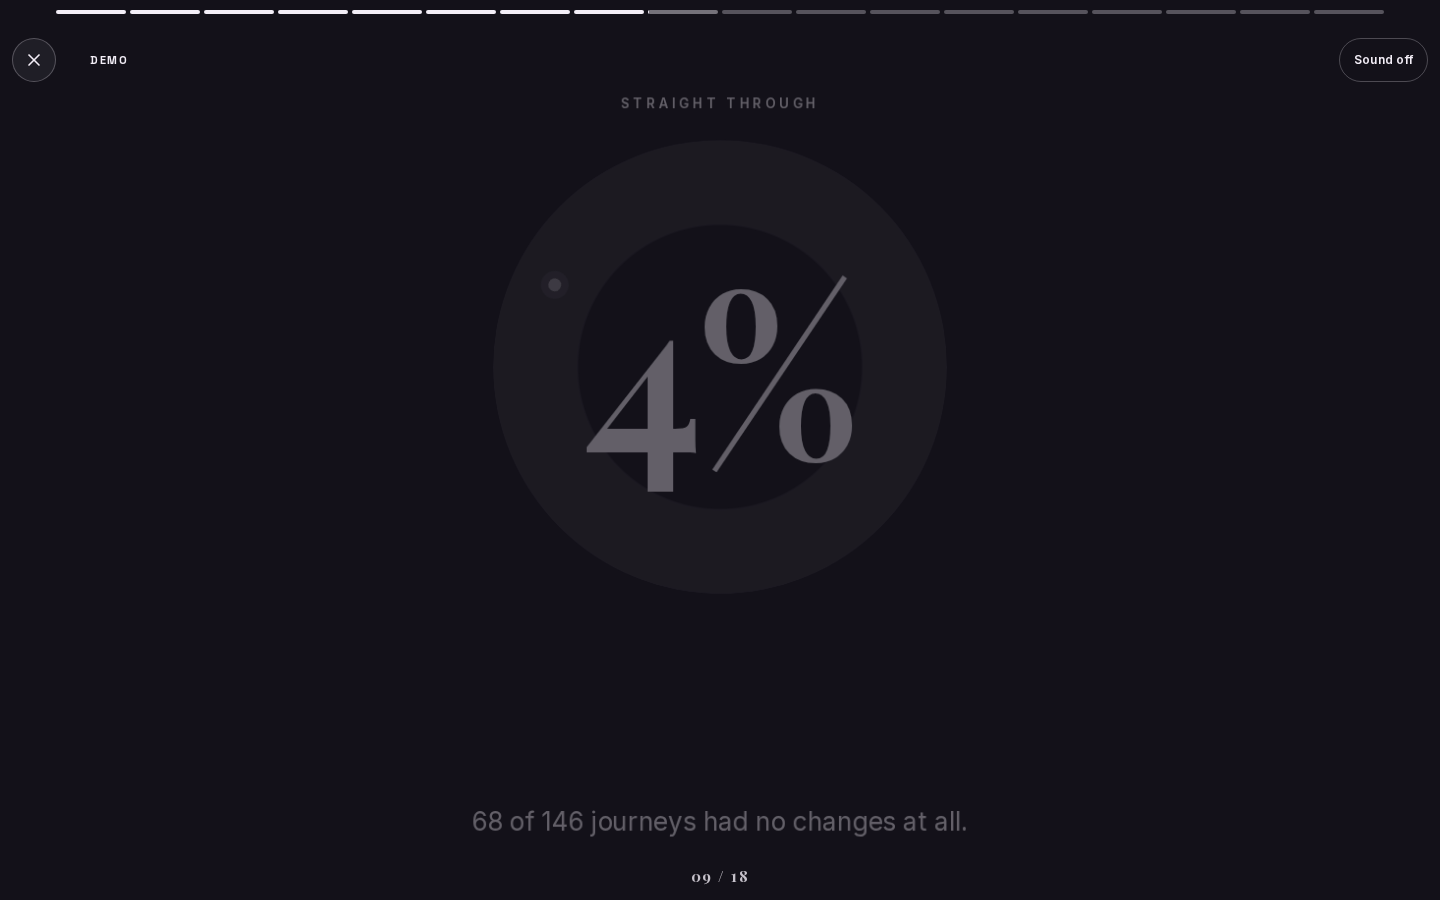 DEMO
Sound off
STRAIGHT THROUGH
4%
68 of 146 journeys had no changes at all.
09 / 18